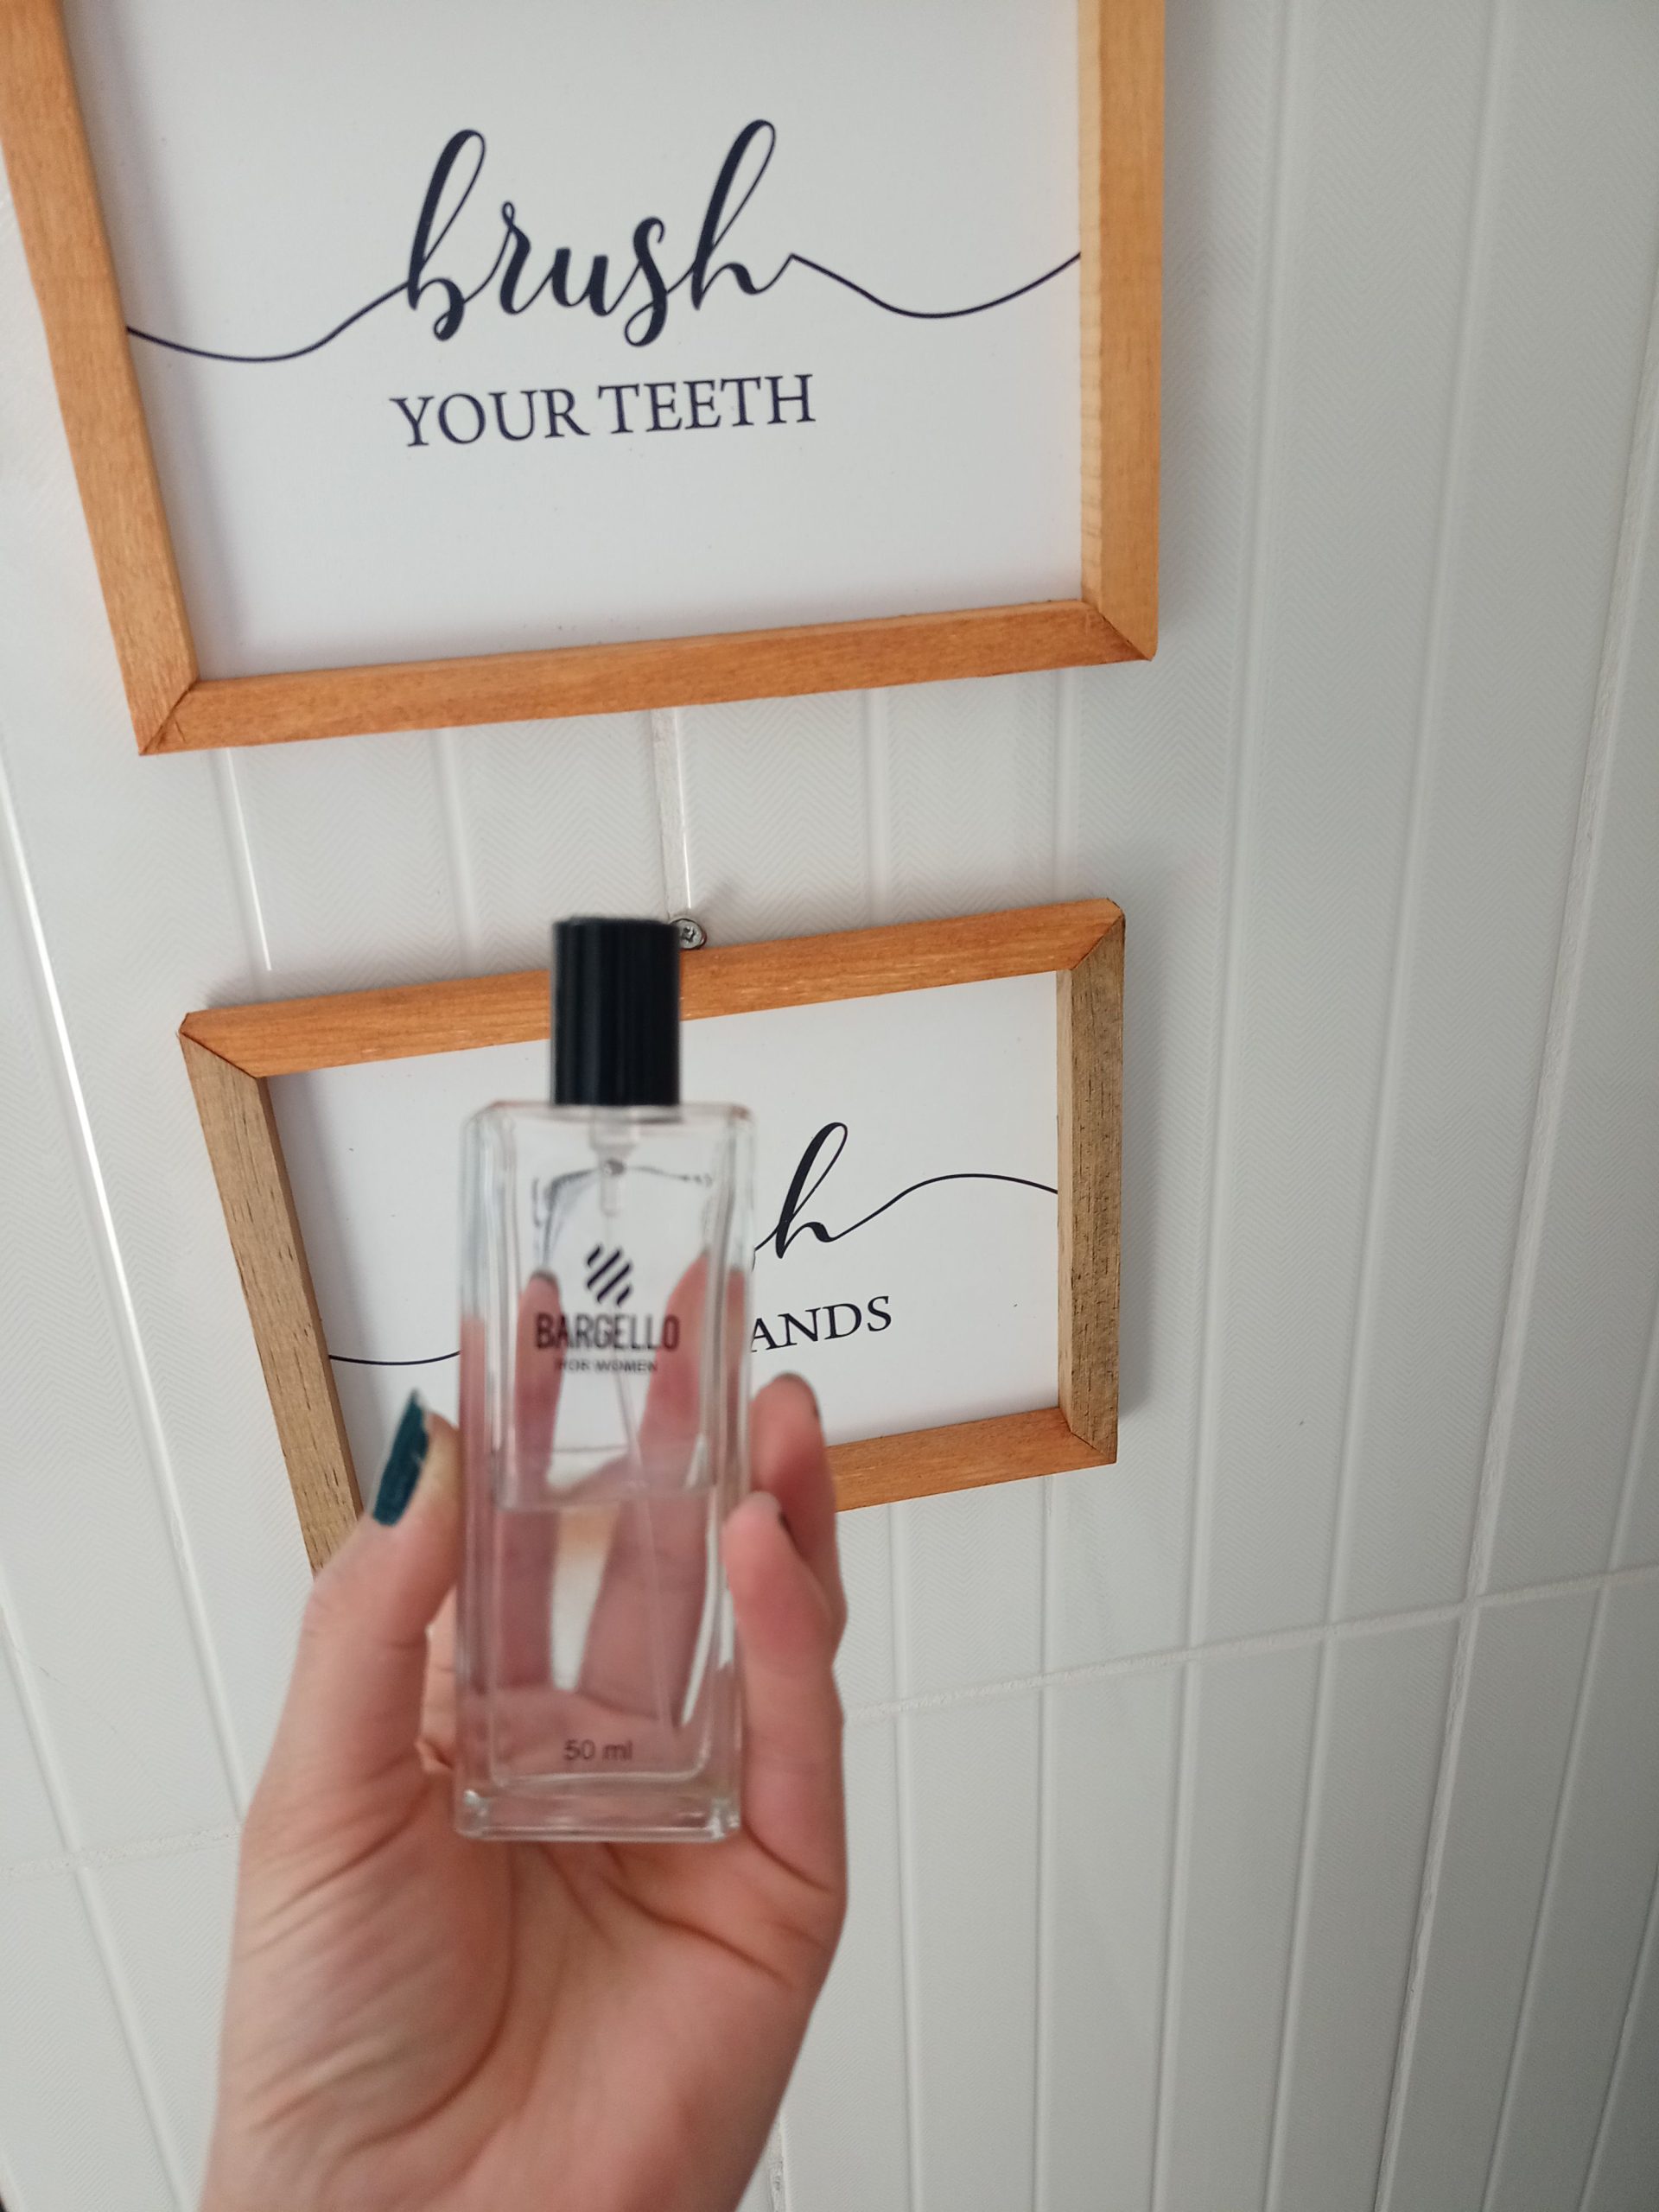 brush
YOUR TEETH
h
ANDS
BARGELLO
FOR WOMEN
50 ml